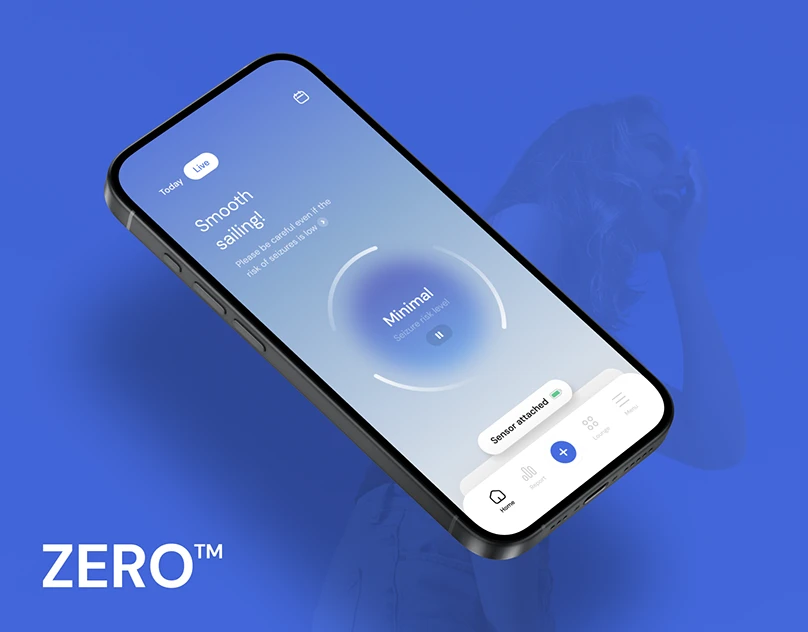 Today
Live
Smooth
sailing!
Please be careful even if the
risk of seizures is low
Minimal
Seizure risk level
Sensor attached
Home
Report
Lounge
Menu
ZERO™